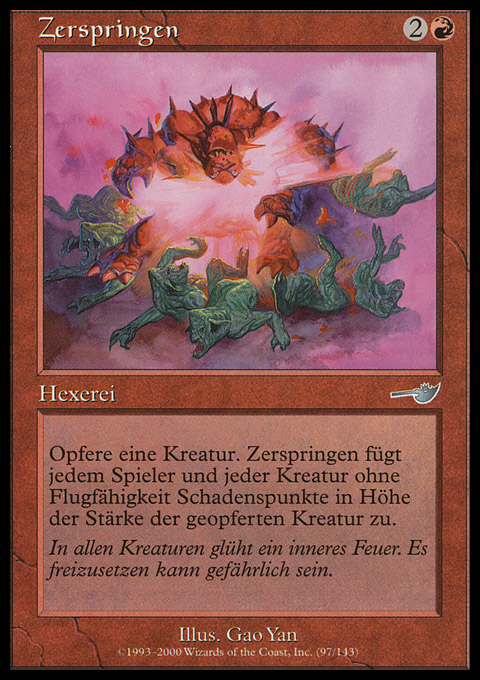 Zerspringen 2
Hexerei
Opfere eine Kreatur. Zerspringen fügt
jedem Spieler und jeder Kreatur ohne
Flugfähigkeit Schadenspunkte in Höhe
der Stärke der geopferten Kreatur zu.
In allen Kreaturen glüht ein inneres Feuer. Es
freizusetzen kann gefährlich sein.
Illus. Gao Yan
©1993–2000 Wizards of the Coast, Inc. (97/143)